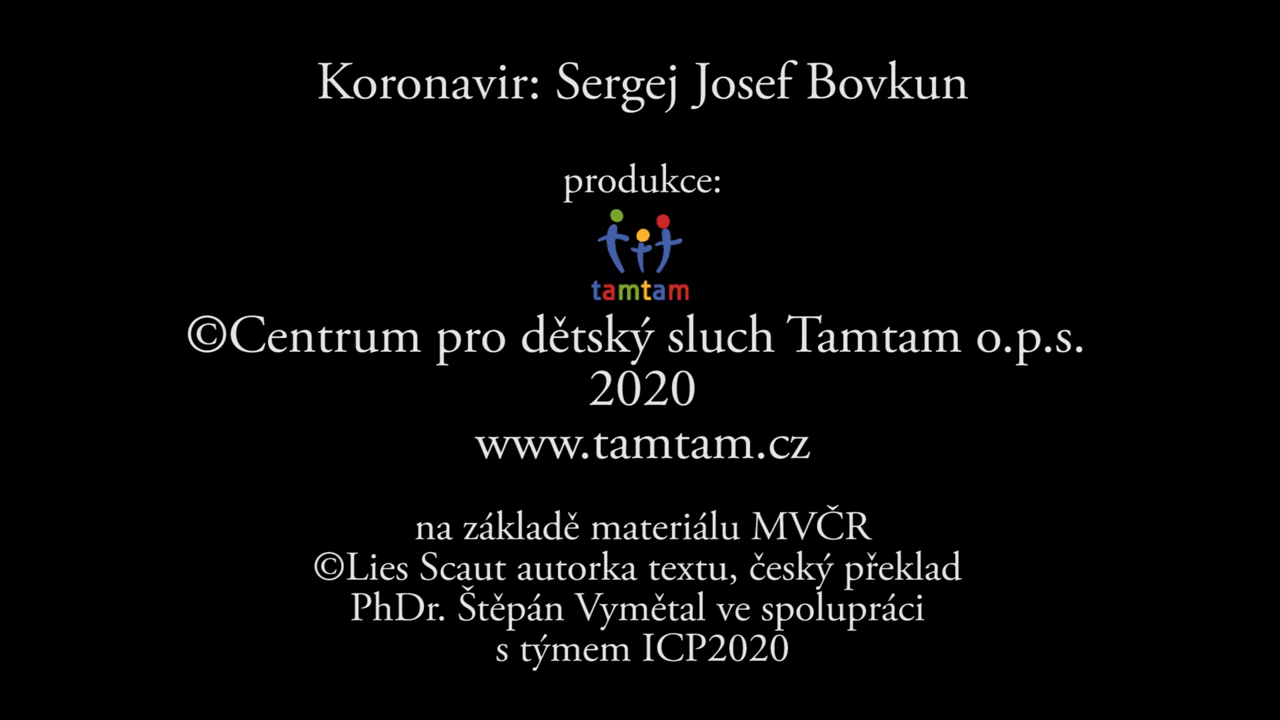 Koronavir: Sergej Josef Bovkun
produkce:
tamtam
©Centrum pro dětský sluch Tamtam o.p.s.
2020
www.tamtam.cz
na základě materiálu MVČR
©Lies Scaut autorka textu, český překlad
PhDr. Štěpán Vymětal ve spolupráci
s týmem ICP2020